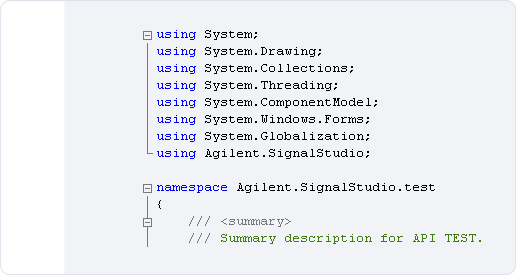 using System;
using System.Drawing;
using System.Collections;
using System.Threading;
using System.ComponentModel;
using System.Windows.Forms;
using System.Globalization;
using Agilent.SignalStudio;
namespace Agilent.SignalStudio.test
{
/// <summary>
/// Summary description for API TEST.